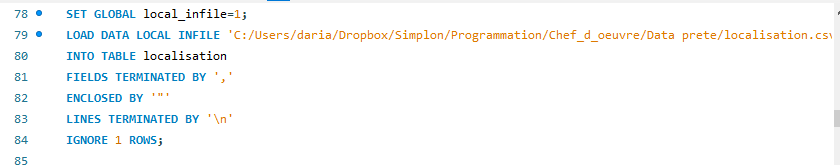 78 SET GLOBAL local_infile=1;
79 LOAD DATA LOCAL INFILE 'C:/Users/daria/Dropbox/Simplon/Programmation/Chef_d_oeuvre/Data prete/localisation.csv
80 INTO TABLE localisation
81 FIELDS TERMINATED BY ','
82 ENCLOSED BY '"'
83 LINES TERMINATED BY '\n'
84 IGNORE 1 ROWS;
85